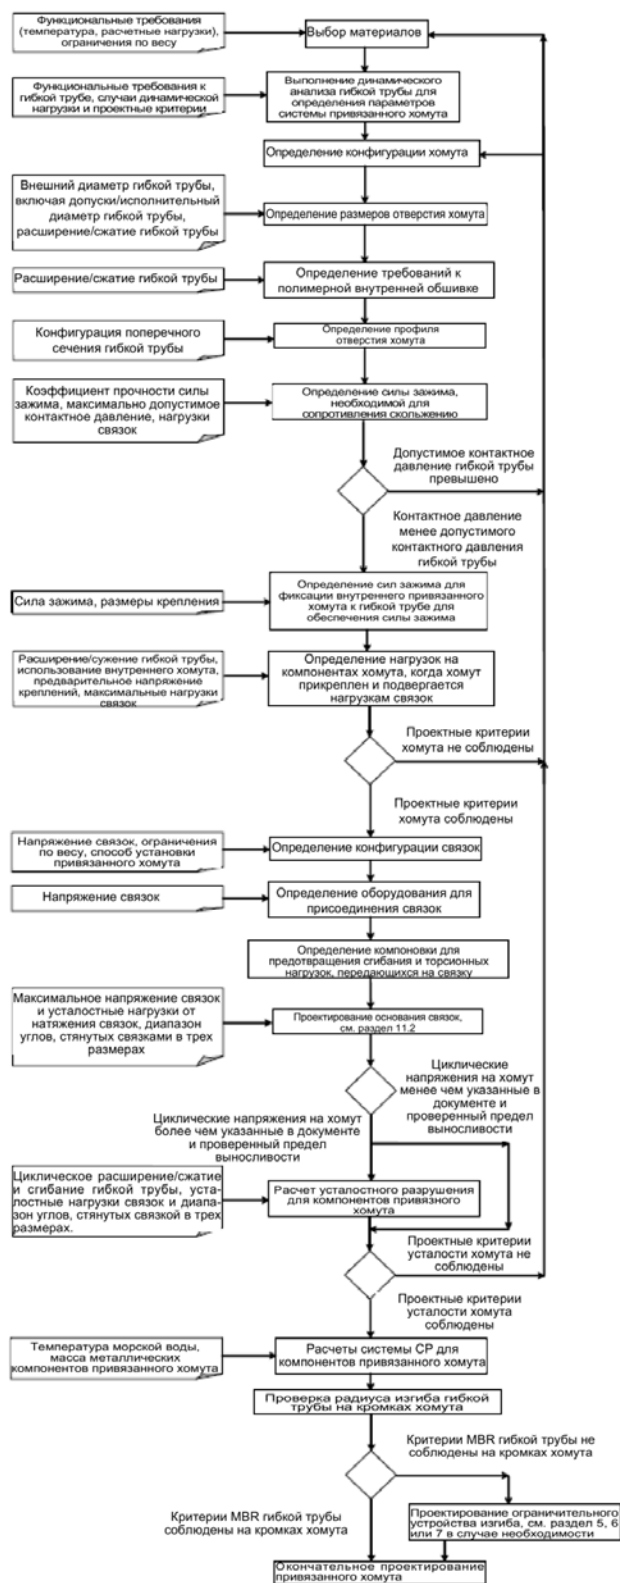 Функциональные требования
(температура, расчетные нагрузки),
ограничения по весу
Выбор материалов
Функциональные требования к
гибкой трубе, случаи динамической
нагрузки и проектные критерии
Выполнение динамического
анализа гибкой трубы для
определения параметров
системы привязанного хомута
Определение конфигурации хомута
Внешний диаметр гибкой трубы,
включая допуски/исполнительный
диаметр гибкой трубы,
расширение/сжатие гибкой трубы
Определение размеров отверстия хомута
Расширение/сжатие гибкой трубы
Определение требований к
полимерной внутренней обшивке
Конфигурация поперечного
сечения гибкой трубы
Определение профиля
отверстия хомута
Коэффициент прочности силы
зажима, максимально допустимое
контактное давление, нагрузки
связок
Определение силы зажима,
необходимой для
сопротивления скольжению
Допустимое контактное
давление гибкой трубы
превышено
Контактное давление
менее допустимого
контактного давления
гибкой трубы
Сила зажима, размеры крепления
Определение сил зажима для
фиксации внутреннего привязанного
хомута к гибкой трубе для
обеспечения силы зажима
Расширение/сужение гибкой трубы,
использование внутреннего хомута,
предварительное напряжение
креплений, максимальные нагрузки
связок
Определение нагрузок на
компонентах хомута, когда хомут
прикреплен и подвергается
нагрузкам связок
Проектные критерии
хомута не соблюдены
Проектные критерии
хомута соблюдены
Напряжение связок, ограничения
по весу, способ установки
привязанного хомута
Определение конфигурации связок
Напряжение связок
Определение оборудования для
присоединения связок
Определение компоновки для
предотвращения сгибания и торсионных
нагрузок, передающихся на связку
Максимальное напряжение связок
и усталостные нагрузки от
натяжения связок, диапазон
углов, стянутых связками в трех
размерах
Проектирование основания связок,
см. раздел 11.2
Циклические
напряжения на хомут
менее чем указанные в
документе и
проверенный предел
выносливости
Циклические напряжения на хомут
более чем указанные в документе
и проверенный предел
выносливости
Циклическое расширение/сжатие
и сгибание гибкой трубы, уста-
лостные нагрузки связок и диапа-
зон углов, стянутых связкой в трех
размерах.
Расчет усталостного разрушения
для компонентов привязного
хомута
Проектные критерии
усталости хомута не
соблюдены
Проектные критерии
усталости хомута
соблюдены
Температура морской воды,
масса металлических
компонентов привязанного хомута
Расчеты системы СР для
компонентов привязанного хомута
Проверка радиуса изгиба гибкой
трубы на кромках хомута
Критерии MBR гибкой трубы не
соблюдены на кромках хомута
Критерии MBR гибкой трубы
соблюдены на кромках хомута
Проектирование ограничительного
устройства изгиба, см. раздел 5, 6
или 7 в случае необходимости
Окончательное проектирование
привязанного хомута